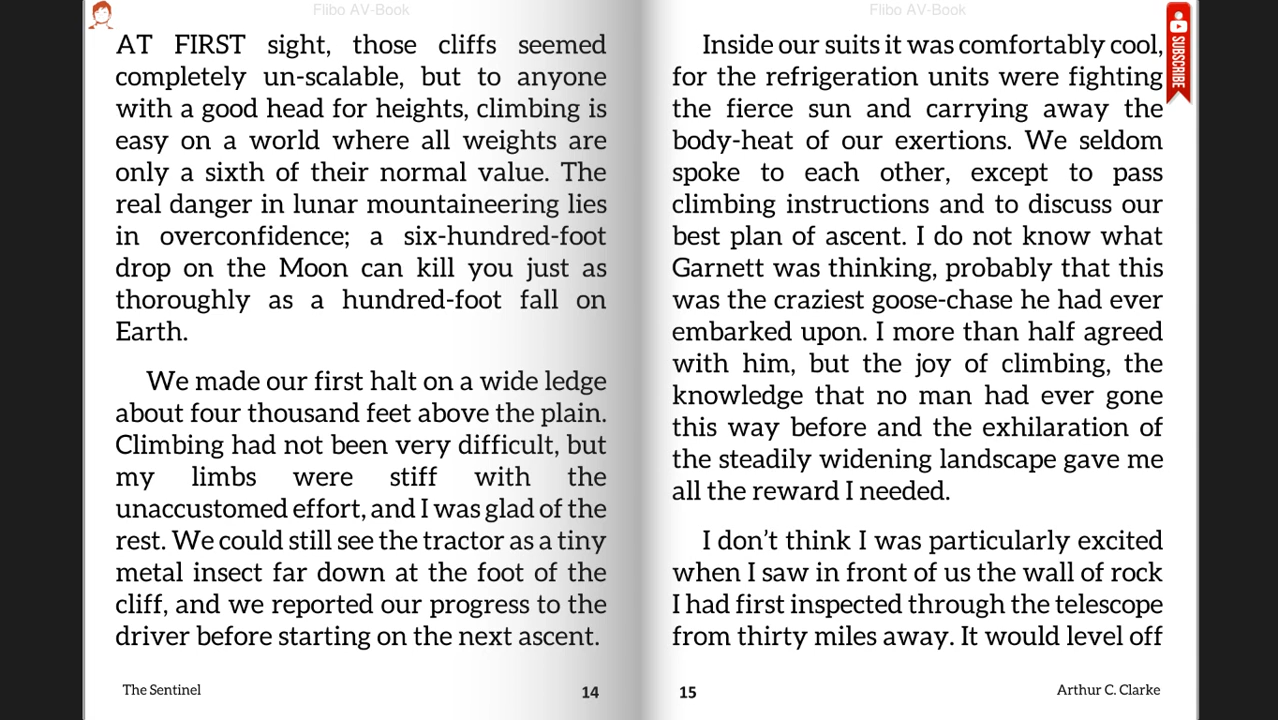 Flibo AV-Book
AT FIRST sight, those cliffs seemed
completely un-scalable, but to anyone
with a good head for heights, climbing is
easy on a world where all weights are
only a sixth of their normal value. The
real danger in lunar mountaineering lies
in overconfidence; a six-hundred-foot
drop on the Moon can kill you just as
thoroughly as a hundred-foot fall on
Earth.
We made our first halt on a wide ledge
about four thousand feet above the plain.
Climbing had not been very difficult, but
my limbs were stiff with the
unaccustomed effort, and I was glad of the
rest. We could still see the tractor as a tiny
metal insect far down at the foot of the
cliff, and we reported our progress to the
driver before starting on the next ascent.
The Sentinel
14
Flibo AV-Book
SUBSCRIBE
Inside our suits it was comfortably cool,
for the refrigeration units were fighting
the fierce sun and carrying away the
body-heat of our exertions. We seldom
spoke to each other, except to pass
climbing instructions and to discuss our
best plan of ascent. I do not know what
Garnett was thinking, probably that this
was the craziest goose-chase he had ever
embarked upon. I more than half agreed
with him, but the joy of climbing, the
knowledge that no man had ever gone
this way before and the exhilaration of
the steadily widening landscape gave me
all the reward I needed.
I don’t think I was particularly excited
when I saw in front of us the wall of rock
I had first inspected through the telescope
from thirty miles away. It would level off
15
Arthur C. Clarke